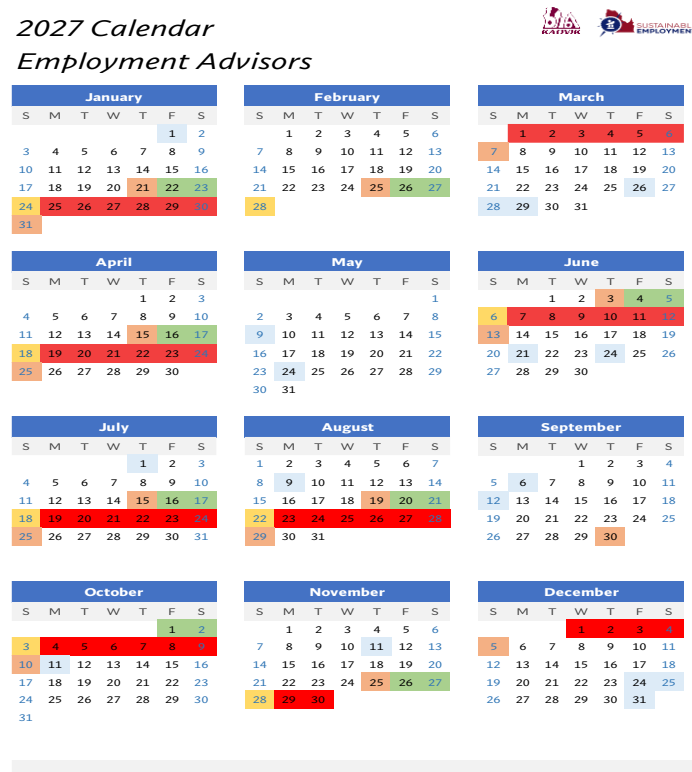 2027 Calendar
Employment Advisors
SUSTAINABL
EMPLOYMEN
January
S M T W T F S
1 2
3 4 5 6 7 8 9
10 11 12 13 14 15 16
17 18 19 20 21 22 23
24 25 26 27 28 29 30
31
February
S M T W T F S
1 2 3 4 5 6
7 8 9 10 11 12 13
14 15 16 17 18 19 20
21 22 23 24 25 26 27
28
March
S M T W T F S
1 2 3 4 5 6
7 8 9 10 11 12 13
14 15 16 17 18 19 20
21 22 23 24 25 26 27
28 29 30 31
April
S M T W T F S
1 2 3
4 5 6 7 8 9 10
11 12 13 14 15 16 17
18 19 20 21 22 23 24
25 26 27 28 29 30
May
S M T W T F S
1
2 3 4 5 6 7 8
9 10 11 12 13 14 15
16 17 18 19 20 21 22
23 24 25 26 27 28 29
30 31
June
S M T W T F S
1 2 3 4 5
6 7 8 9 10 11 12
13 14 15 16 17 18 19
20 21 22 23 24 25 26
27 28 29 30
July
S M T W T F S
1 2 3
4 5 6 7 8 9 10
11 12 13 14 15 16 17
18 19 20 21 22 23 24
25 26 27 28 29 30 31
August
S M T W T F S
1 2 3 4 5 6 7
8 9 10 11 12 13 14
15 16 17 18 19 20 21
22 23 24 25 26 27 28
29 30 31
September
S M T W T F S
1 2 3 4
5 6 7 8 9 10 11
12 13 14 15 16 17 18
19 20 21 22 23 24 25
26 27 28 29 30
October
S M T W T F S
1 2
3 4 5 6 7 8 9
10 11 12 13 14 15 16
17 18 19 20 21 22 23
24 25 26 27 28 29 30
31
November
S M T W T F S
1 2 3 4 5 6
7 8 9 10 11 12 13
14 15 16 17 18 19 20
21 22 23 24 25 26 27
28 29 30
December
S M T W T F S
1 2 3 4
5 6 7 8 9 10 11
12 13 14 15 16 17 18
19 20 21 22 23 24 25
26 27 28 29 30 31